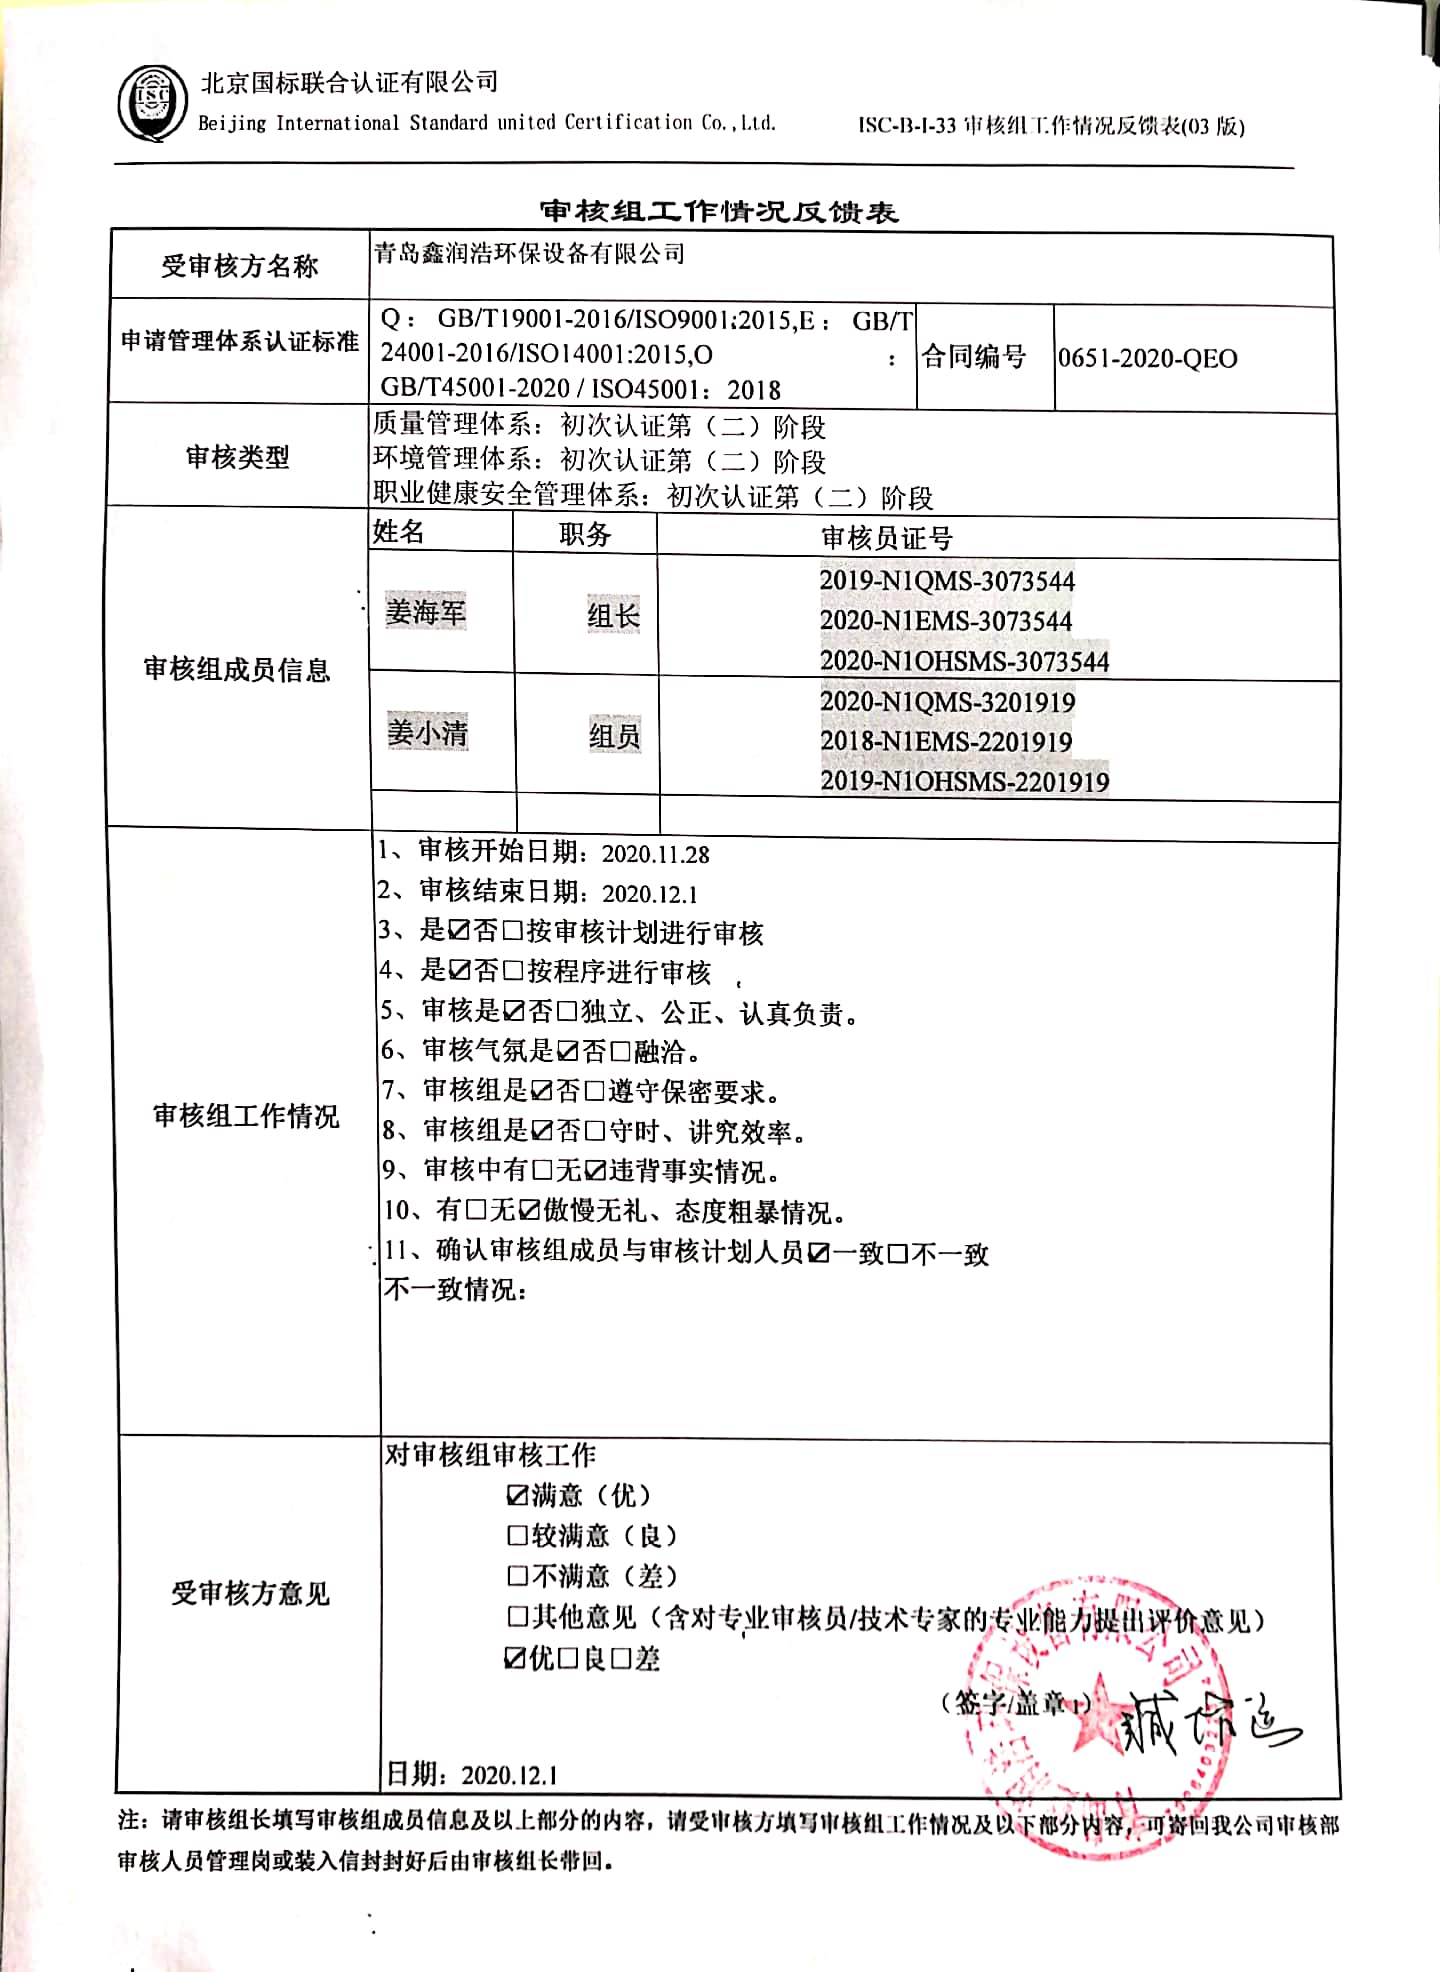 ISC
北京国标联合认证有限公司
Beijing International Standard united Certification Co.,Ltd.
ISC-B-I-33 审核组工作情况反馈表(03 版)
审核组工作情况反馈表
受审核方名称
青岛鑫润浩环保设备有限公司
申请管理体系认证标准
Q： GB/T19001-2016/ISO9001:2015,E： GB/T
24001-2016/ISO14001:2015,O ：
GB/T45001-2020 / ISO45001：2018
合同编号
0651-2020-QEO
审核类型
质量管理体系：初次认证第（二）阶段
环境管理体系：初次认证第（二）阶段
职业健康安全管理体系：初次认证第（二）阶段
审核组成员信息
姓名 职务 审核员证号
姜海军 组长
2019-N1QMS-3073544
2020-N1EMS-3073544
2020-N1OHSMS-3073544
姜小清 组员
2020-N1QMS-3201919
2018-N1EMS-2201919
2019-N1OHSMS-2201919
审核组工作情况
1、审核开始日期：2020.11.28
2、审核结束日期：2020.12.1
3、是☑否☐按审核计划进行审核
4、是☑否☐按程序进行审核
5、审核是☑否☐独立、公正、认真负责。
6、审核气氛是☑否☐融洽。
7、审核组是☑否☐遵守保密要求。
8、审核组是☑否☐守时、讲究效率。
9、审核中有☐无☑违背事实情况。
10、有☐无☑傲慢无礼、态度粗暴情况。
11、确认审核组成员与审核计划人员☑一致☐不一致
不一致情况：
受审核方意见
对审核组审核工作
☑满意（优）
☐较满意（良）
☐不满意（差）
☐其他意见（含对专业审核员/技术专家的专业能力提出评价意见）
☑优☐良☐差
（签字/盖章）
日期：2020.12.1
注：请审核组长填写审核组成员信息及以上部分的内容，请受审核方填写审核组工作情况及以下部分内容，可寄回我公司审核部
审核人员管理岗或装入信封封好后由审核组长带回。